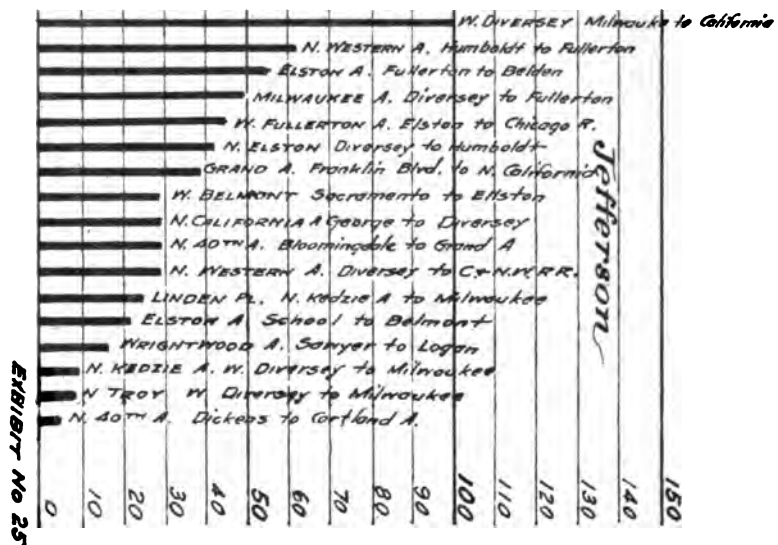 W. DIVERSEY Milwauke to California
N. WESTERN A. Humboldt to Fullerton
ELSTON A. Fullerton to Belden
MILWAUKEE A. Diversey to Fullerton
W. FULLERTON A. Elston to Chicago R.
N. ELSTON Diversey to Humboldt
GRAND A. Franklin Blvd. to N. California
W. BELMONT Sacramento to Ellston
N. CALIFORNIA A George to Diversey
N. 40TH A. Bloomingdale to Grand A
N. WESTERN A. Diversey to C & N.W. R.R.
LINDEN PL. N. Kedzie A to Milwaukee
ELSTON A School to Belmont
WRIGHTWOOD A. Sawyer to Logan
N. KEDZIE A. W. Diversey to Milwaukee
N TROY W. Diversey to Milwaukee
N. 40TH A. Dickens to Cortland A.
Jefferson
0 10 20 30 40 50 60 70 80 90 100 110 120 130 140 150
EXHIBIT No 25